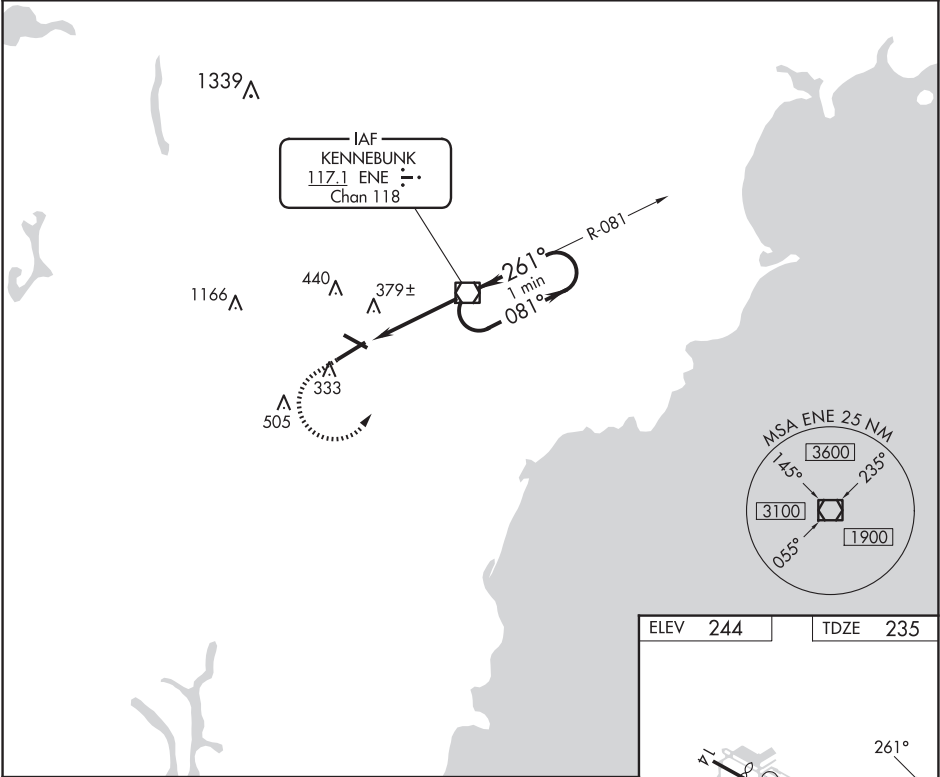 1339
IAF
KENNEBUNK
117.1 ENE
Chan 118
R-081
261°
1 min
081°
440
379±
1166
333
505
MSA ENE 25 NM
3600
145°
235°
3100
1900
055°
ELEV 244
TDZE 235
14
261°